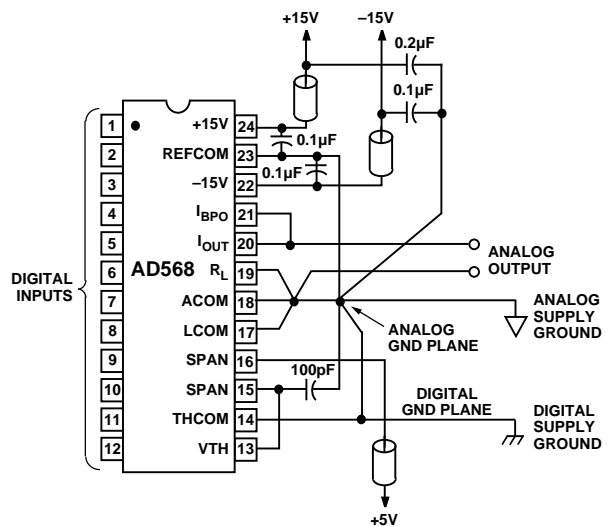 +15V
–15V
0.2µF
0.1µF
1
2
3
4
5
6
7
8
9
10
11
12
DIGITAL
INPUTS
AD568
+15V
24
REFCOM
23
–15V
22
IBPO
21
IOUT
20
RL
19
ACOM
18
LCOM
17
SPAN
16
SPAN
15
THCOM
14
VTH
13
0.1µF
0.1µF
ANALOG
OUTPUT
ANALOG
GND PLANE
ANALOG
SUPPLY
GROUND
100pF
DIGITAL
GND PLANE
DIGITAL
SUPPLY
GROUND
+5V